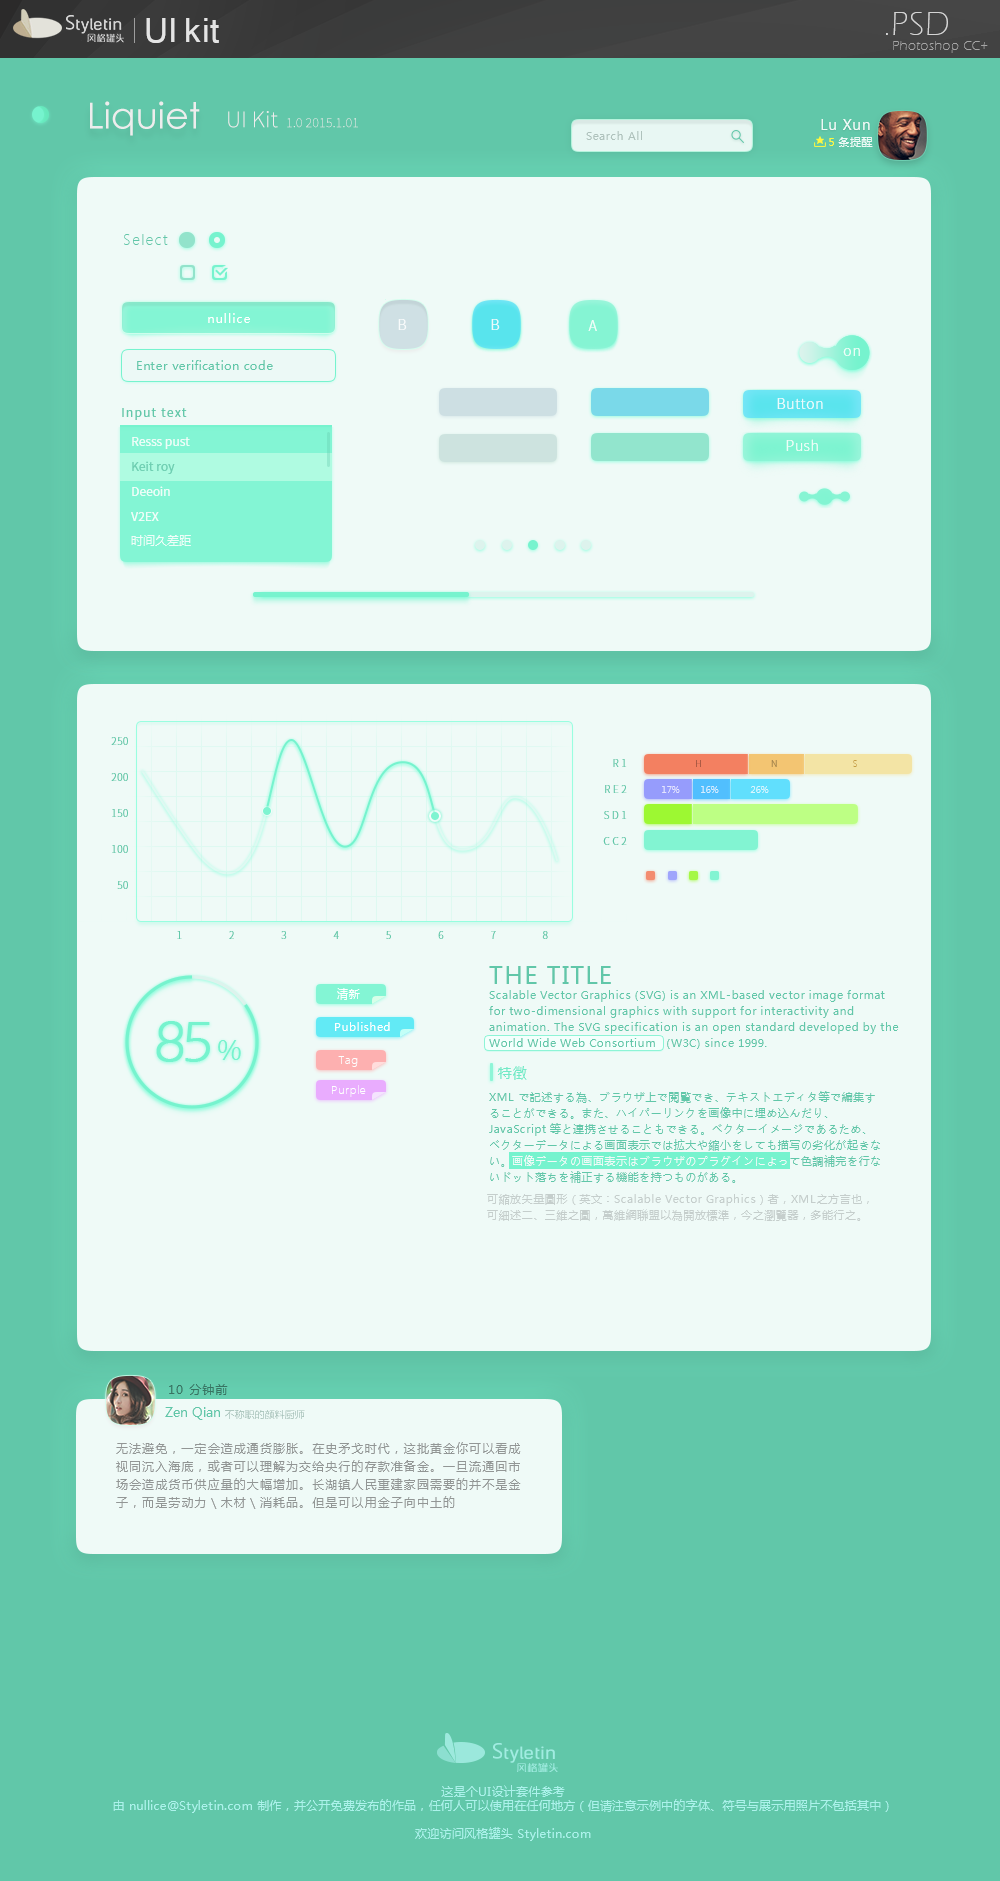 Styletin
风格罐头
UI kit
.PSD
Photoshop CC+
Liquiet
UI Kit 1.0 2015.1.01
Search All
Lu Xun
5 条提醒
Select
nullice
B
B
A
Enter verification code
on
Button
Input text
Resss pust
Push
Keit roy
Deeoin
V2EX
时间久差距
250
200
150
100
50
1 2 3 4 5 6 7 8
R1 H N S
RE2 17% 16% 26%
SD1
CC2
85%
清新
Published
Tag
Purple
THE TITLE
Scalable Vector Graphics (SVG) is an XML-based vector image format
for two-dimensional graphics with support for interactivity and
animation. The SVG specification is an open standard developed by the
World Wide Web Consortium (W3C) since 1999.
特徴
XML で記述する為、ブラウザ上で閲覧でき、テキストエディタ等で編集す
ることができる。また、ハイパーリンクを画像中に埋め込んだり、
JavaScript 等と連携させることもできる。ベクターイメージであるため、
ベクターデータによる画面表示では拡大や縮小をしても描写の劣化が起きな
い。画像データの画面表示はブラウザのプラグインによって色調補完を行な
いドット落ちを補正する機能を持つものがある。
可縮放矢量圖形（英文：Scalable Vector Graphics）者，XML之方言也，
可細述二、三維之圖，萬維網聯盟以為開放標準，今之瀏覽器，多能行之。
10 分钟前
Zen Qian 不称职的颜料厨师
无法避免，一定会造成通货膨胀。在史矛戈时代，这批黄金你可以看成
视同沉入海底，或者可以理解为交给央行的存款准备金。一旦流通回市
场会造成货币供应量的大幅增加。长湖镇人民重建家园需要的并不是金
子，而是劳动力 \ 木材 \ 消耗品。但是可以用金子向中土的
Styletin
风格罐头
这是个UI设计套件参考
由 nullice@Styletin.com 制作，并公开免费发布的作品，任何人可以使用在任何地方（但请注意示例中的字体、符号与展示用照片不包括其中）
欢迎访问风格罐头 Styletin.com